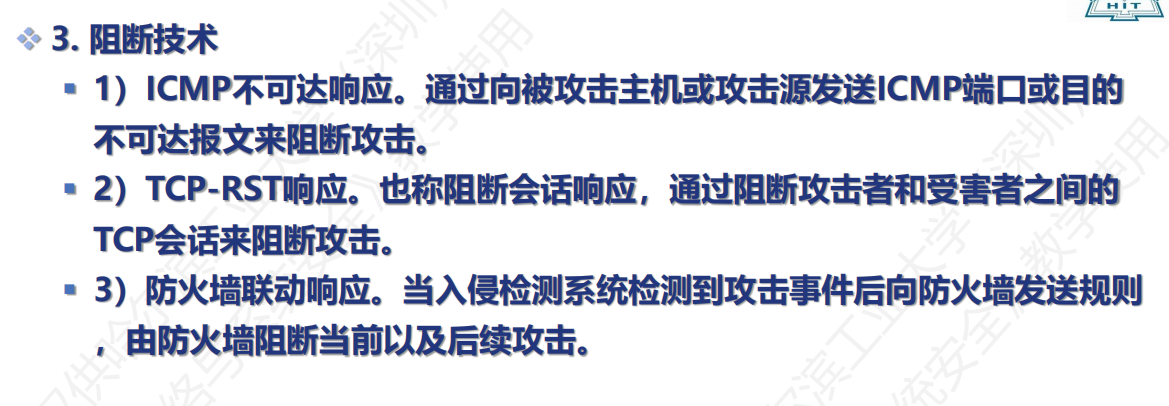 HIT
3. 阻断技术
1）ICMP不可达响应。通过向被攻击主机或攻击源发送ICMP端口或目的
不可达报文来阻断攻击。
2）TCP-RST响应。也称阻断会话响应，通过阻断攻击者和受害者之间的
TCP会话来阻断攻击。
3）防火墙联动响应。当入侵检测系统检测到攻击事件后向防火墙发送规则
，由防火墙阻断当前以及后续攻击。